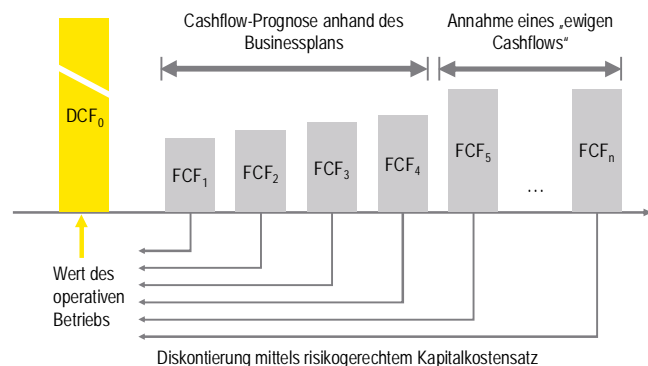 Cashflow-Prognose anhand des
Businessplans
Annahme eines „ewigen
Cashflows“
DCF0
FCF1
FCF2
FCF3
FCF4
FCF5
…
FCFn
Wert des
operativen
Betriebs
Diskontierung mittels risikogerechtem Kapitalkostensatz